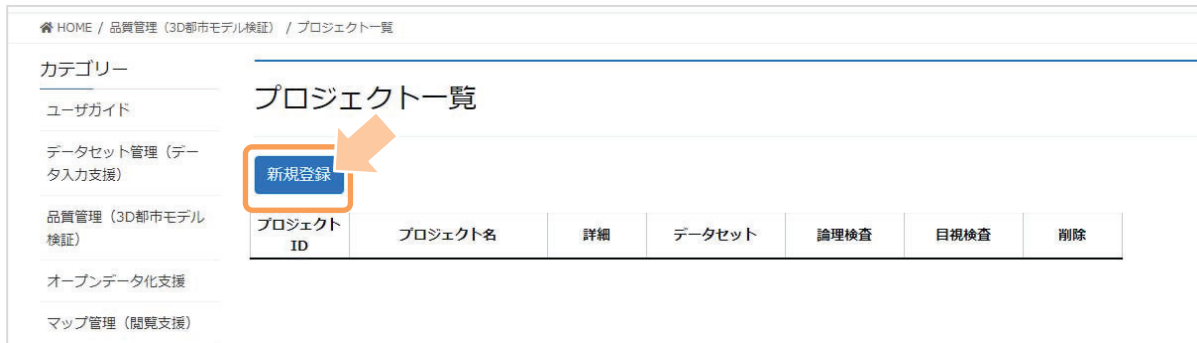 HOME / 品質管理（3D都市モデル検証） / プロジェクト一覧
カテゴリー
ユーザガイド
データセット管理（デー
タ入力支援）
品質管理（3D都市モデル
検証）
オープンデータ化支援
マップ管理（閲覧支援）
プロジェクト一覧
新規登録
プロジェクト
ID
プロジェクト名
詳細
データセット
論理検査
目視検査
削除